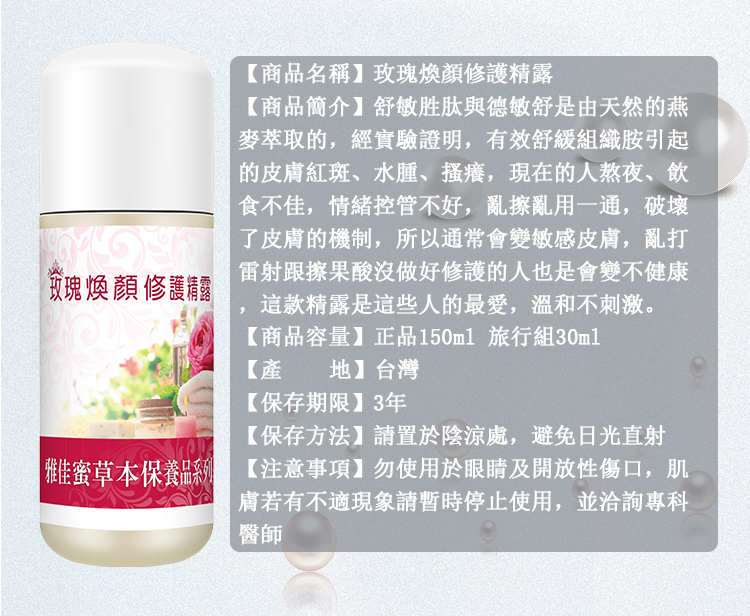 玫瑰煥顏修護精露
雅佳蜜草本保養品系列
【商品名稱】玫瑰煥顏修護精露
【商品簡介】舒敏胜肽與德敏舒是由天然的燕
麥萃取的，經實驗證明，有效舒緩組織胺引起
的皮膚紅斑、水腫、搔癢，現在的人熬夜、飲
食不佳，情緒控管不好，亂擦亂用一通，破壞
了皮膚的機制，所以通常會變敏感皮膚，亂打
雷射跟擦果酸沒做好修護的人也是會變不健康
，這款精露是這些人的最愛，溫和不刺激。
【商品容量】正品150ml 旅行組30ml
【產　　地】台灣
【保存期限】3年
【保存方法】請置於陰涼處，避免日光直射
【注意事項】勿使用於眼睛及開放性傷口，肌
膚若有不適現象請暫時停止使用，並洽詢專科
醫師